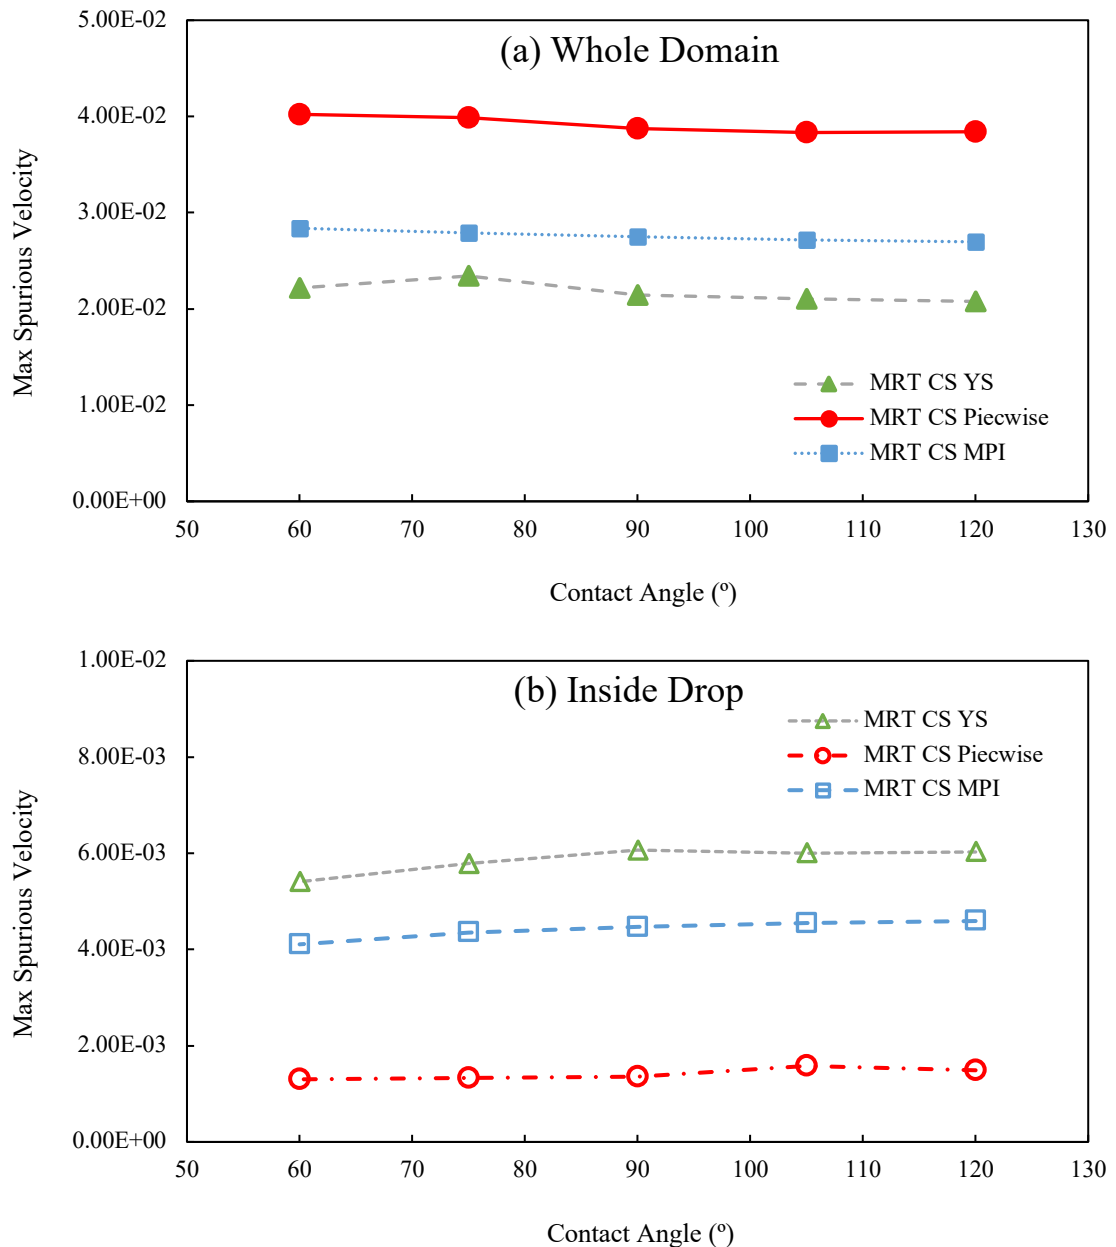 (a) Whole Domain
Max Spurious Velocity
5.00E-02
4.00E-02
3.00E-02
2.00E-02
1.00E-02
0.00E+00
MRT CS YS
MRT CS Piecwise
MRT CS MPI
50 60 70 80 90 100 110 120 130
Contact Angle (º)
(b) Inside Drop
Max Spurious Velocity
1.00E-02
8.00E-03
6.00E-03
4.00E-03
2.00E-03
0.00E+00
MRT CS YS
MRT CS Piecwise
MRT CS MPI
50 60 70 80 90 100 110 120 130
Contact Angle (º)